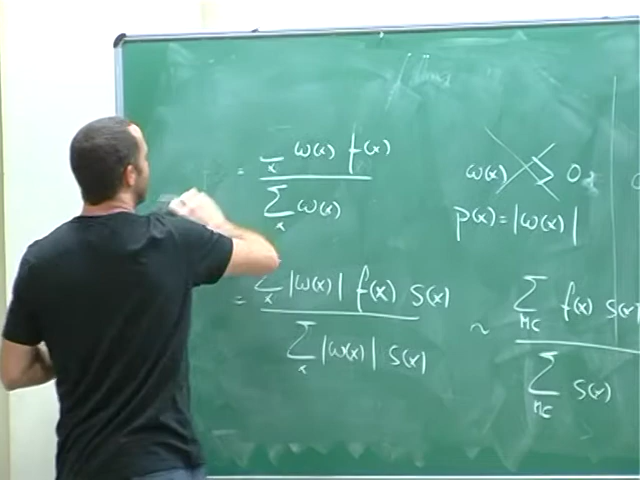 = Σ_x ω(x) f(x) / Σ_x ω(x)
ω(x) > 0
p(x) = |ω(x)|
= Σ_x |ω(x)| f(x) S(x) / Σ_x |ω(x)| S(x)
~ Σ_MC f(x) S(x) / Σ_MC S(x)